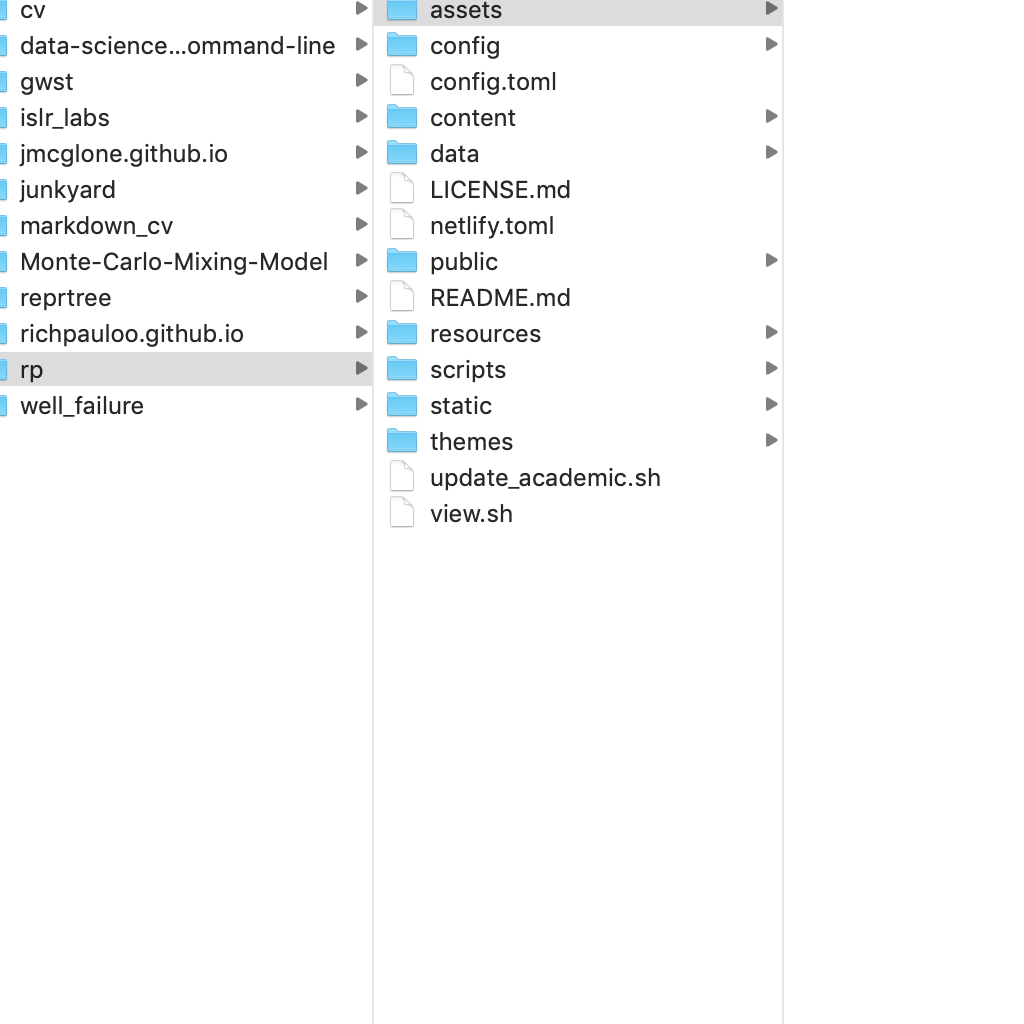 cv
data-science...ommand-line
gwst
islr_labs
jmcglone.github.io
junkyard
markdown_cv
Monte-Carlo-Mixing-Model
reprtree
richpauloo.github.io
rp
well_failure
assets
config
config.toml
content
data
LICENSE.md
netlify.toml
public
README.md
resources
scripts
static
themes
update_academic.sh
view.sh